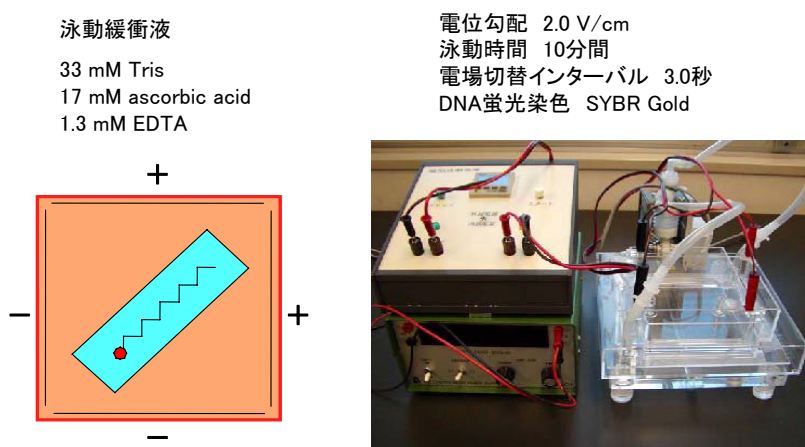 泳動緩衝液
33 mM Tris
17 mM ascorbic acid
1.3 mM EDTA
電位勾配 2.0 V/cm
泳動時間 10分間
電場切替インターバル 3.0秒
DNA蛍光染色 SYBR Gold
+
− +
−